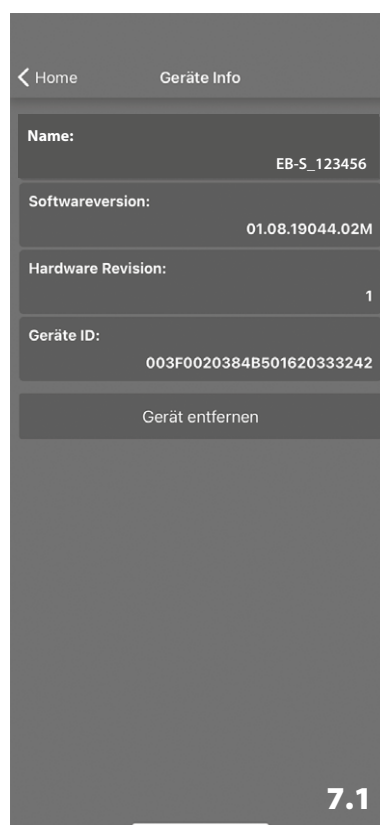 Home
Geräte Info
Name:
EB-S_123456
Softwareversion:
01.08.19044.02M
Hardware Revision:
1
Geräte ID:
003F0020384B501620333242
Gerät entfernen
7.1